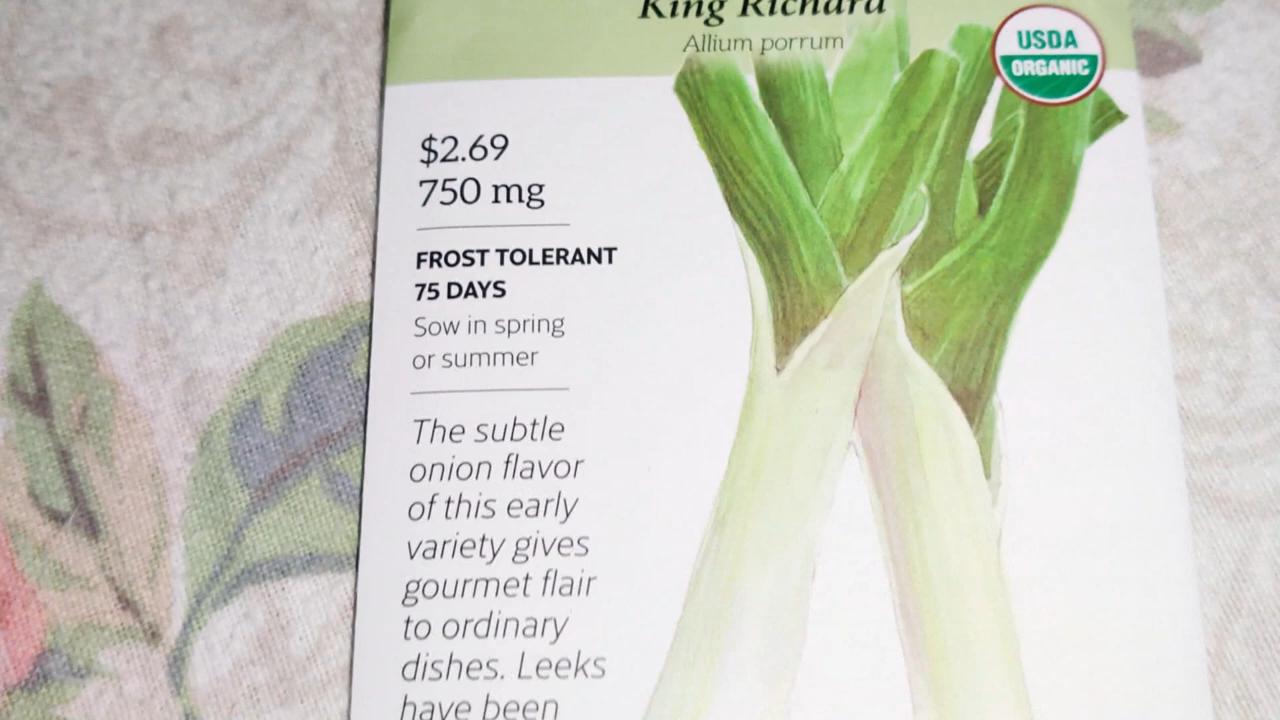 King Richard
Allium porrum
USDA
ORGANIC
$2.69
750 mg
FROST TOLERANT
75 DAYS
Sow in spring
or summer
The subtle
onion flavor
of this early
variety gives
gourmet flair
to ordinary
dishes. Leeks
have been